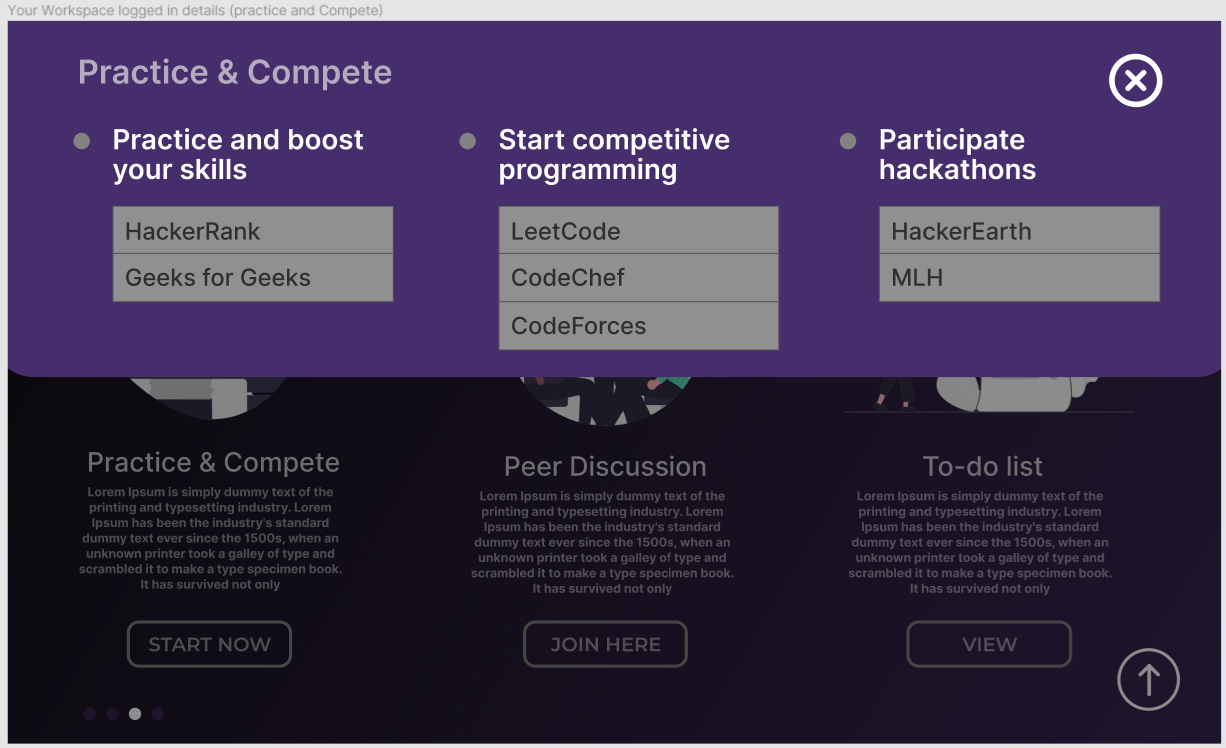 Your Workspace logged in details (practice and Compete)
Practice & Compete
Practice and boost
your skills
HackerRank
Geeks for Geeks
Start competitive
programming
LeetCode
CodeChef
CodeForces
Participate
hackathons
HackerEarth
MLH
Practice & Compete
Lorem Ipsum is simply dummy text of the
printing and typesetting industry. Lorem
Ipsum has been the industry's standard
dummy text ever since the 1500s, when an
unknown printer took a galley of type and
scrambled it to make a type specimen book.
It has survived not only
START NOW
Peer Discussion
Lorem Ipsum is simply dummy text of the
printing and typesetting industry. Lorem
Ipsum has been the industry's standard
dummy text ever since the 1500s, when an
unknown printer took a galley of type and
scrambled it to make a type specimen book.
It has survived not only
JOIN HERE
To-do list
Lorem Ipsum is simply dummy text of the
printing and typesetting industry. Lorem
Ipsum has been the industry's standard
dummy text ever since the 1500s, when an
unknown printer took a galley of type and
scrambled it to make a type specimen book.
It has survived not only
VIEW